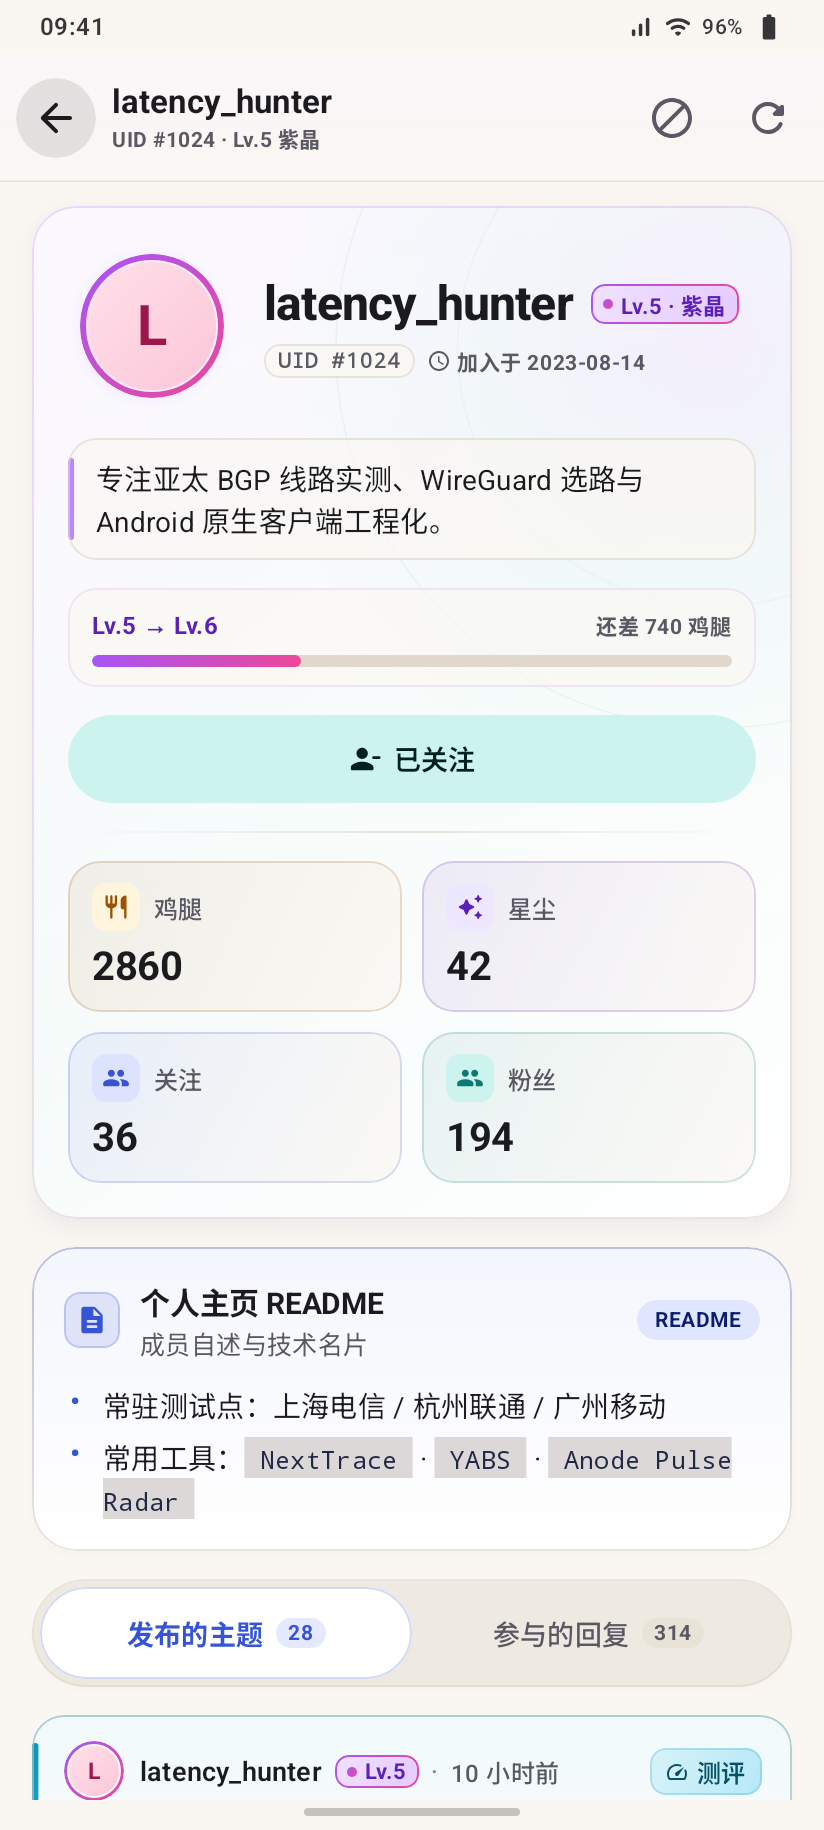 09:41
96%
latency_hunter
UID #1024 · Lv.5 紫晶
L
latency_hunter
Lv.5 · 紫晶
UID #1024
加入于 2023-08-14
专注亚太 BGP 线路实测、WireGuard 选路与
Android 原生客户端工程化。
Lv.5 → Lv.6
还差 740 鸡腿
已关注
鸡腿
2860
星尘
42
关注
36
粉丝
194
个人主页 README
成员自述与技术名片
README
• 常驻测试点：上海电信 / 杭州联通 / 广州移动
• 常用工具： NextTrace · YABS · Anode Pulse
Radar
发布的主题 28
参与的回复 314
L
latency_hunter
Lv.5
· 10 小时前
测评